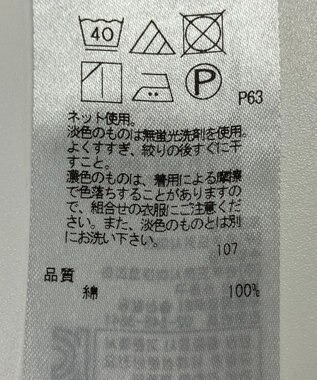 40
P
P63
ネット使用。
淡色のものは無蛍光洗剤を使用。
よくすすぎ、絞りの後すぐに干
すこと。
濃色のものは、着用による摩擦
で色落ちすることがありますの
で、組合せの衣服にご注意くだ
さい。また、淡色のものとは別
にお洗い下さい。
107
品質
綿 100%